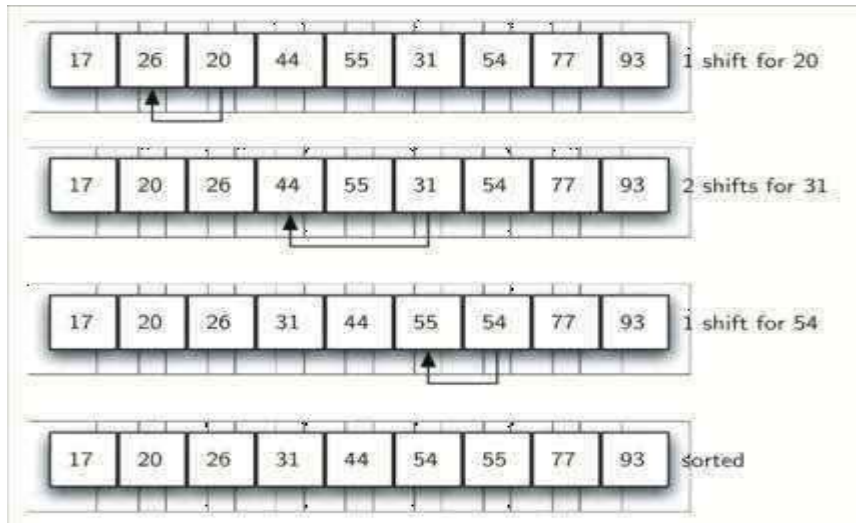 17 26 20 44 55 31 54 77 93 1 shift for 20
17 20 26 44 55 31 54 77 93 2 shifts for 31
17 20 26 31 44 55 54 77 93 1 shift for 54
17 20 26 31 44 54 55 77 93 sorted